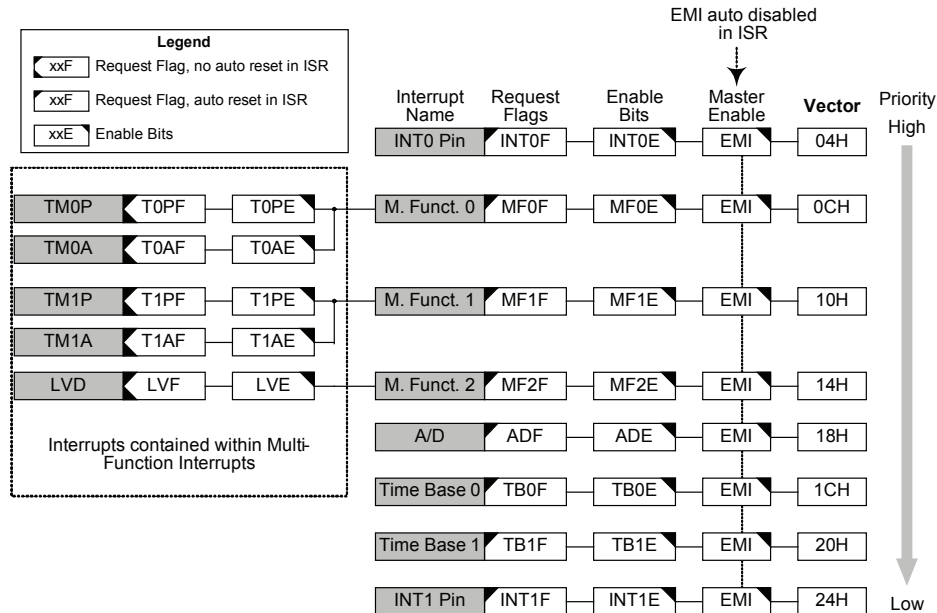 EMI auto disabled
in ISR
Legend
xxF Request Flag, no auto reset in ISR
xxF Request Flag, auto reset in ISR
xxE Enable Bits
Interrupt Name Request Flags Enable Bits Master Enable Vector Priority
High
INT0 Pin INT0F INT0E EMI 04H
TM0P T0PF T0PE M. Funct. 0 MF0F MF0E EMI 0CH
TM0A T0AF T0AE
TM1P T1PF T1PE M. Funct. 1 MF1F MF1E EMI 10H
TM1A T1AF T1AE
LVD LVF LVE M. Funct. 2 MF2F MF2E EMI 14H
Interrupts contained within Multi-
Function Interrupts
A/D ADF ADE EMI 18H
Time Base 0 TB0F TB0E EMI 1CH
Time Base 1 TB1F TB1E EMI 20H
INT1 Pin INT1F INT1E EMI 24H
Low